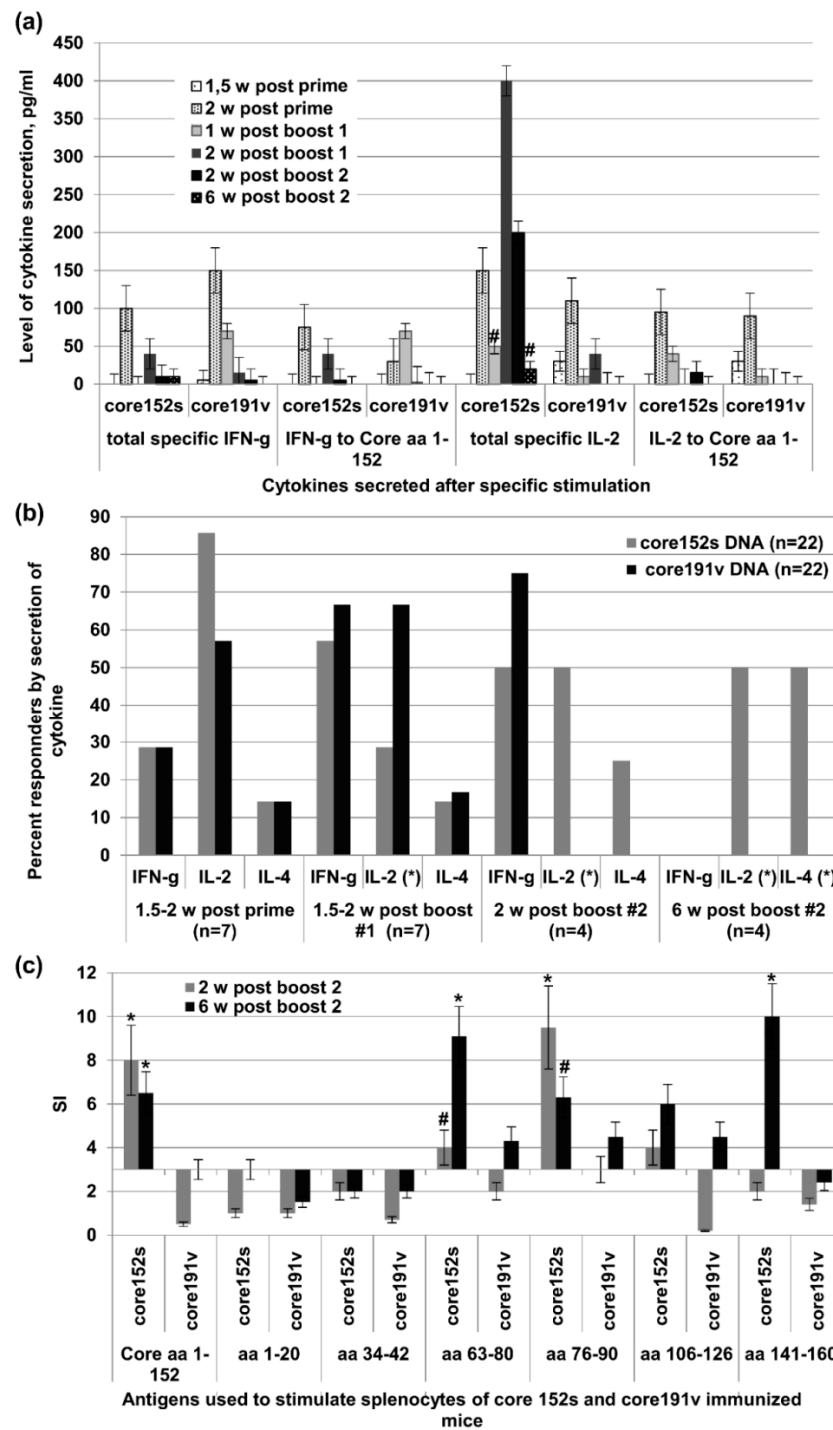 (a)
450
400
350
300
250
200
150
100
50
0
Level of cytokine secretion, pg/ml
1,5 w post prime
2 w post prime
1 w post boost 1
2 w post boost 1
2 w post boost 2
6 w post boost 2
# #
core152s core191v core152s core191v core152s core191v core152s core191v
total specific IFN-g IFN-g to Core aa 1- total specific IL-2 IL-2 to Core aa 1-
152 152
Cytokines secreted after specific stimulation
(b)
90
80
70
60
50
40
30
20
10
0
Percent responnders by secretion of
cytokine
core152s DNA (n=22)
core191v DNA (n=22)
IFN-g IL-2 IL-4 IFN-g IL-2 (*) IL-4 IFN-g IL-2 (*) IL-4 IFN-g IL-2 (*) IL-4 (*)
1.5-2 w post prime 1.5-2 w post boost 2 w post boost #2 6 w post boost #2
(n=7) #1 (n=7) (n=4) (n=4)
(c)
12
10
8
6
4
2
0
SI
2 w post boost 2
6 w post boost 2
* * # * * # *
core152s core191v core152s core191v core152s core191v core152s core191v core152s core191v core152s core191v core152s core191v
Core aa 1- aa 1-20 aa 34-42 aa 63-80 aa 76-90 aa 106-126 aa 141-160
152
Antigens used to stimulate splenocytes of core 152s and core191v immunized
mice